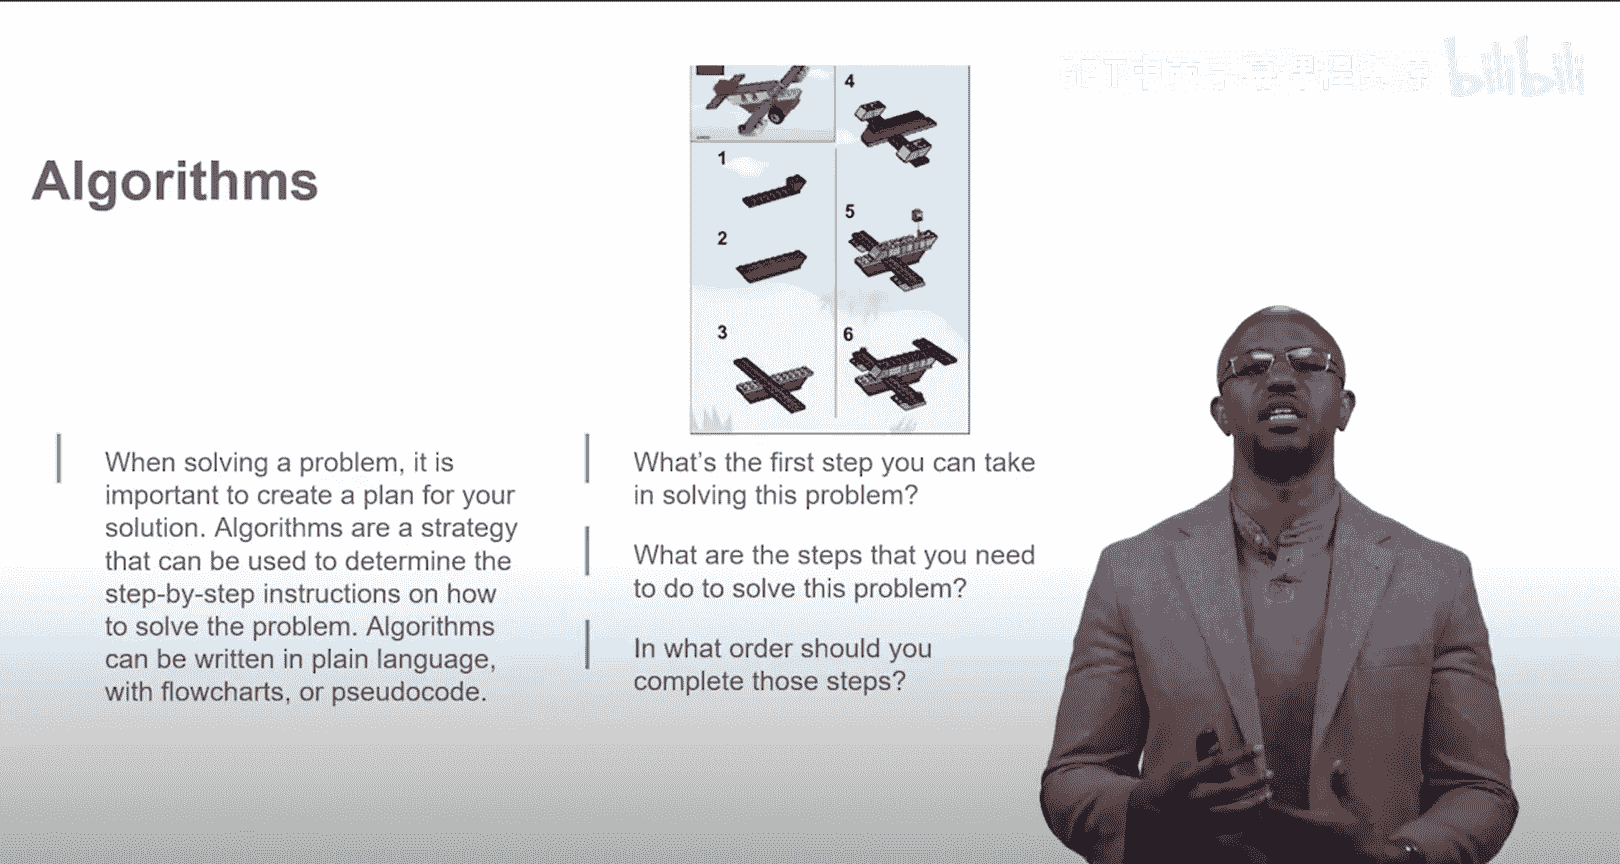 bilibili
Algorithms
1
2
3
4
5
6
When solving a problem, it is
important to create a plan for your
solution. Algorithms are a strategy
that can be used to determine the
step-by-step instructions on how
to solve the problem. Algorithms
can be written in plain language,
with flowcharts, or pseudocode.
What’s the first step you can take
in solving this problem?
What are the steps that you need
to do to solve this problem?
In what order should you
complete those steps?